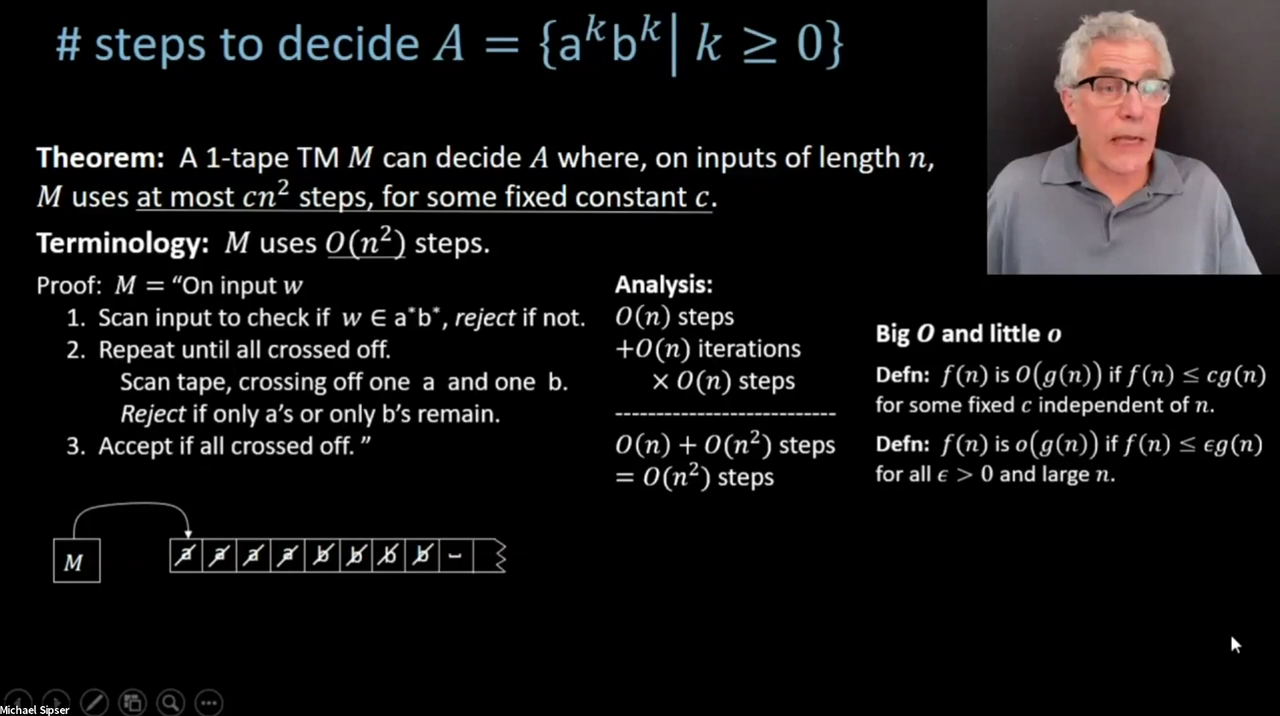 # steps to decide A = {aᵏbᵏ| k ≥ 0}
Theorem: A 1-tape TM M can decide A where, on inputs of length n,
M uses at most cn² steps, for some fixed constant c.
Terminology: M uses O(n²) steps.
Proof: M = “On input w
1. Scan input to check if w ∈ a*b*, reject if not.
2. Repeat until all crossed off.
Scan tape, crossing off one a and one b.
Reject if only a's or only b's remain.
3. Accept if all crossed off.”
Analysis:
O(n) steps
+O(n) iterations
× O(n) steps
--------------------------
O(n) + O(n²) steps
= O(n²) steps
Big O and little o
Defn: f(n) is O(g(n)) if f(n) ≤ cg(n)
for some fixed c independent of n.
Defn: f(n) is o(g(n)) if f(n) ≤ ϵg(n)
for all ϵ > 0 and large n.
M
a a a a b b b b ˽
Michael Sipser